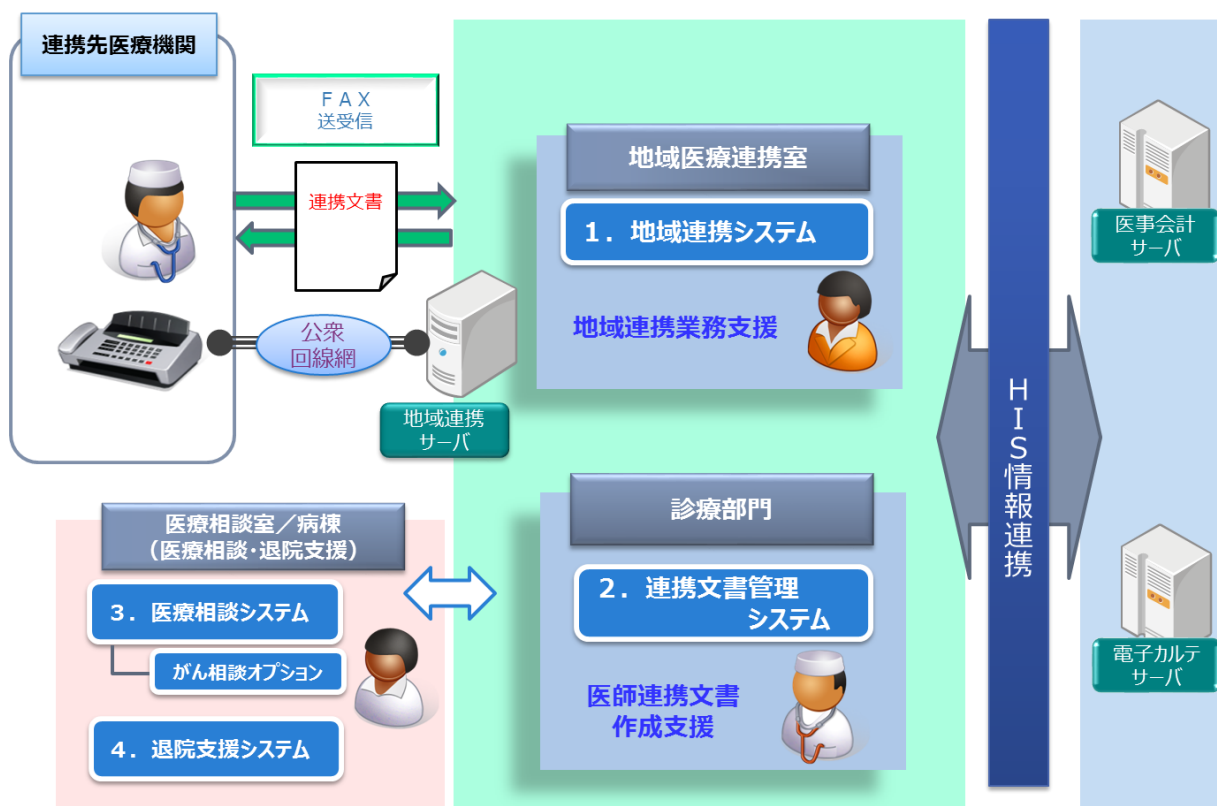 連携先医療機関
ＦＡＸ
送受信
連携文書
公衆
回線網
地域連携
サーバ
地域医療連携室
１．地域連携システム
地域連携業務支援
診療部門
２．連携文書管理
システム
医師連携文書
作成支援
医療相談室／病棟
（医療相談・退院支援）
３．医療相談システム
がん相談オプション
４．退院支援システム
ＨＩＳ情報連携
医事会計
サーバ
電子カルテ
サーバ